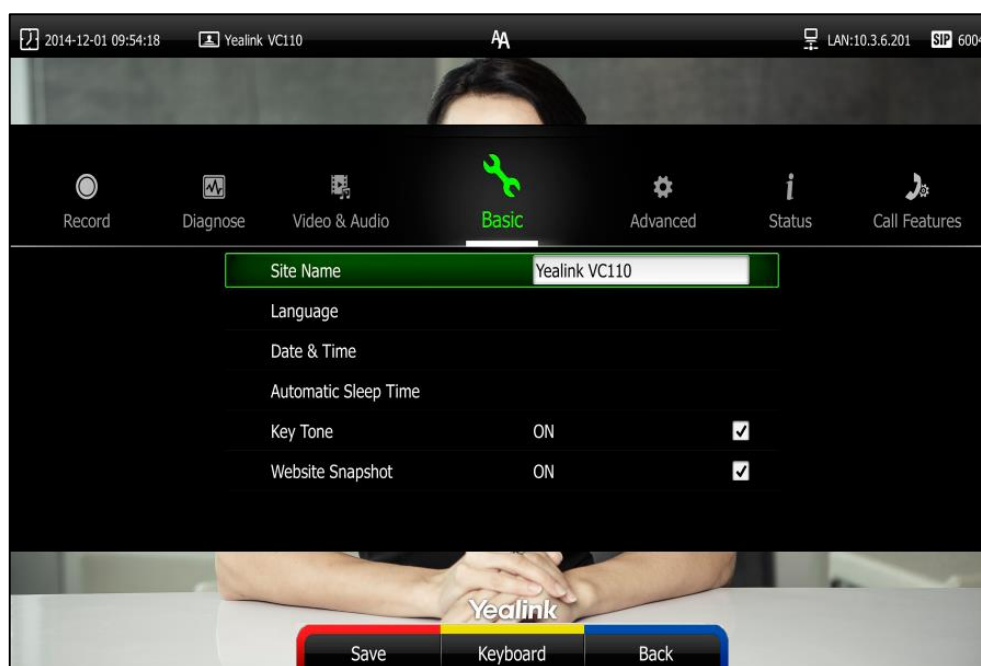 2014-12-01 09:54:18 Yealink VC110 AA LAN:10.3.6.201 SIP 6004
Record Diagnose Video & Audio Basic Advanced Status Call Features
Site Name Yealink VC110
Language
Date & Time
Automatic Sleep Time
Key Tone ON
Website Snapshot ON
Yealink
Save Keyboard Back